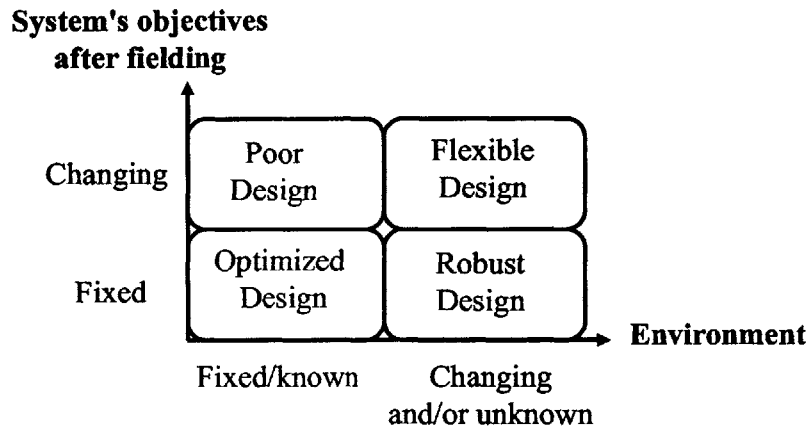 System's objectives
after fielding
Changing
Poor
Design
Flexible
Design
Fixed
Optimized
Design
Robust
Design
Environment
Fixed/known
Changing
and/or unknown